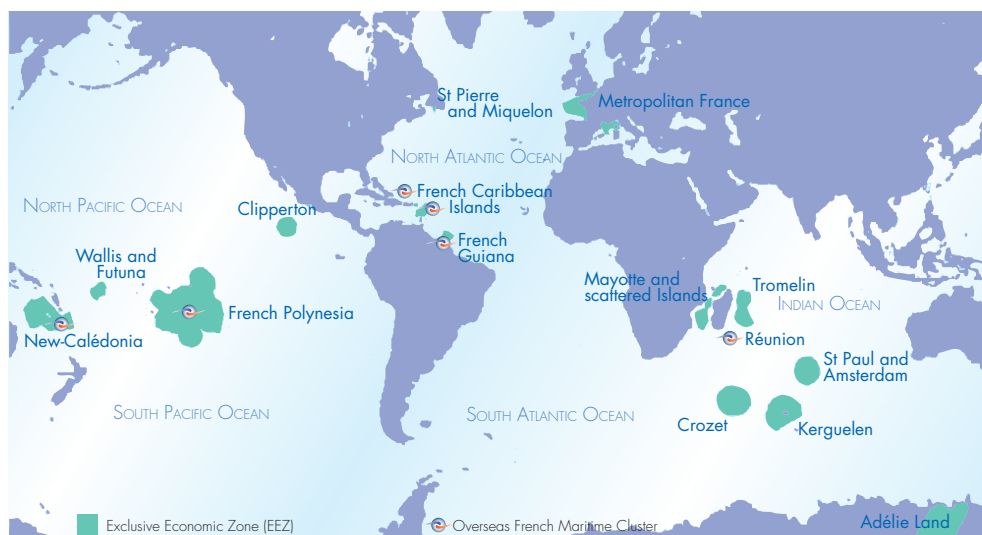 St Pierre
and Miquelon
Metropolitan France
North Atlantic Ocean
French Caribbean
Islands
North Pacific Ocean
Clipperton
French
Guiana
Wallis and
Futuna
Mayotte and
scattered Islands
Tromelin
Indian Ocean
French Polynesia
New-Calédonia
Réunion
St Paul and
Amsterdam
South Pacific Ocean
South Atlantic Ocean
Crozet
Kerguelen
Exclusive Economic Zone (EEZ)
Overseas French Maritime Cluster
Adélie Land